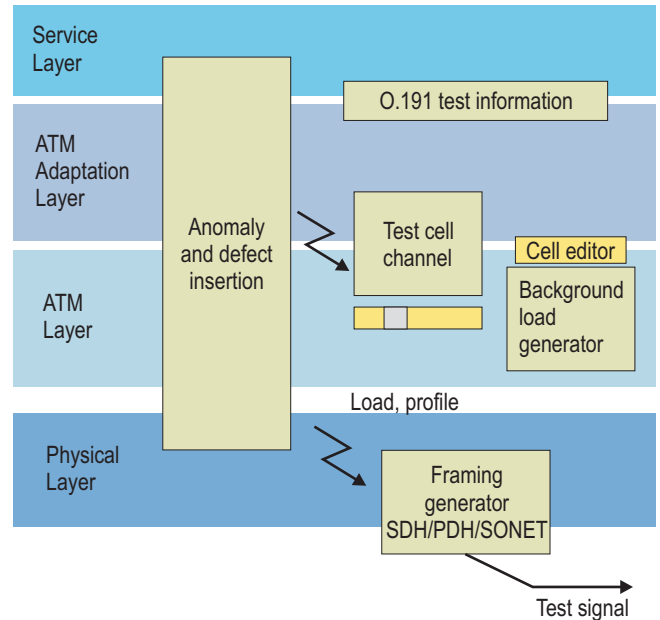 Service
Layer
O.191 test information
ATM
Adaptation
Layer
Anomaly
and defect
insertion
Test cell
channel
Cell editor
ATM
Layer
Background
load
generator
Load, profile
Physical
Layer
Framing
generator
SDH/PDH/SONET
Test signal